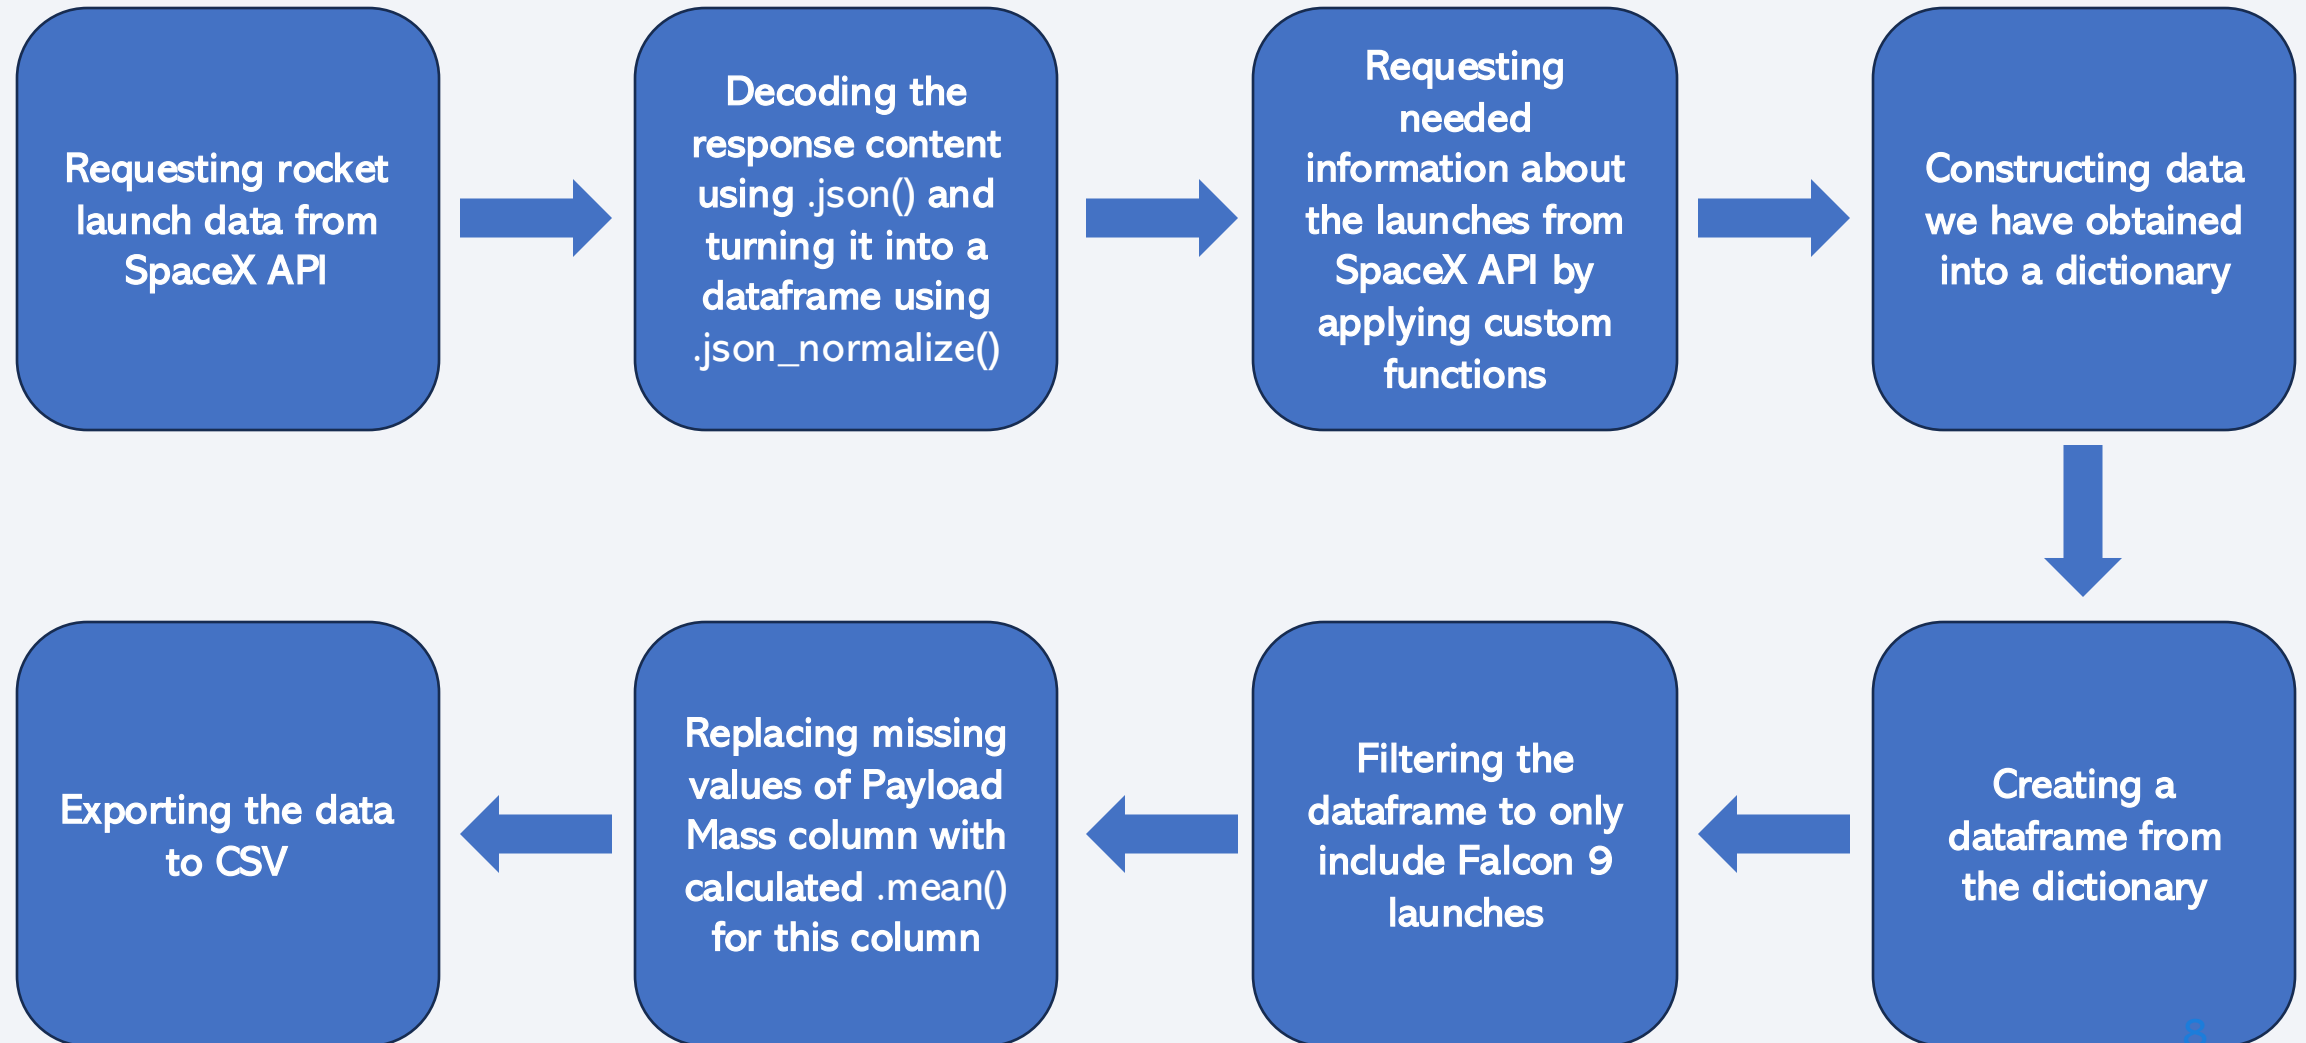 Requesting rocket
launch data from
SpaceX API
Decoding the
response content
using .json() and
turning it into a
dataframe using
.json_normalize()
Requesting
needed
information about
the launches from
SpaceX API by
applying custom
functions
Constructing data
we have obtained
into a dictionary
Creating a
dataframe from
the dictionary
Filtering the
dataframe to only
include Falcon 9
launches
Replacing missing
values of Payload
Mass column with
calculated .mean()
for this column
Exporting the data
to CSV
8